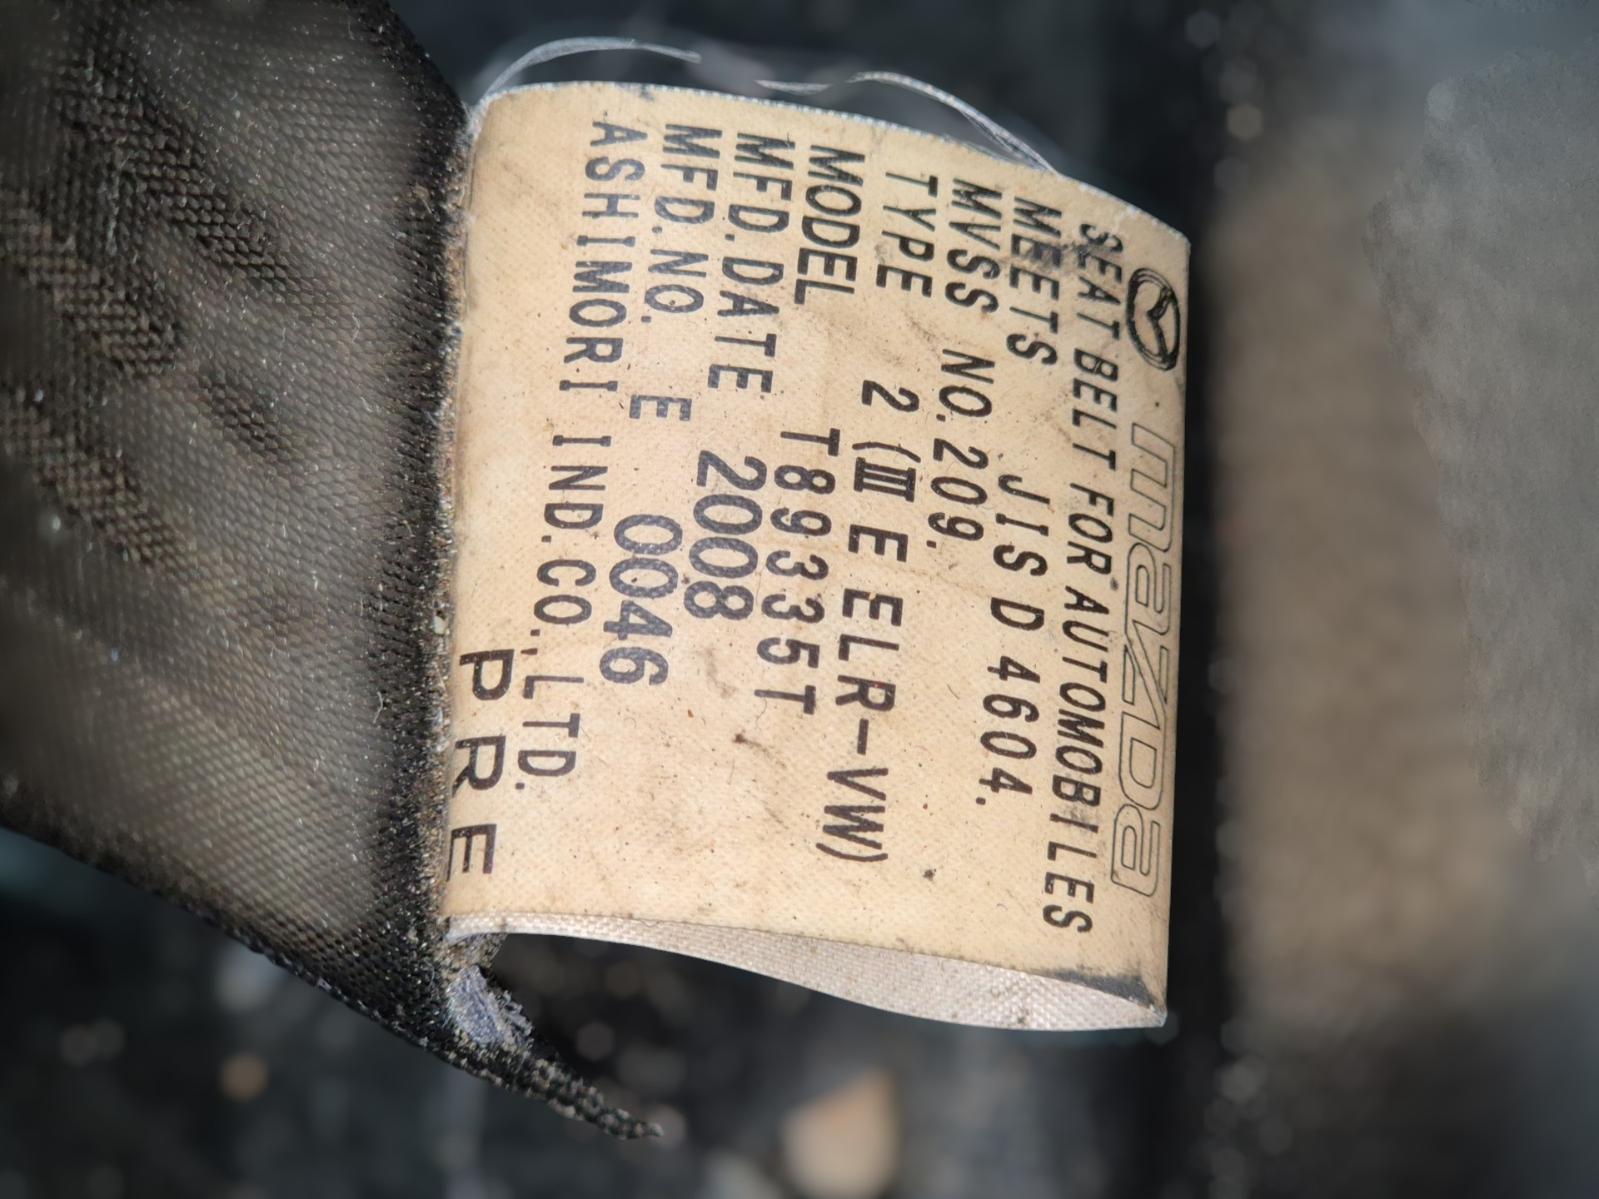 mazda
SEAT BELT FOR AUTOMOBILES
MEETS JIS D 4604.
MVSS NO.209.
TYPE 2.(Ⅲ E ELR-VW)
MODEL T89335T
MFD.DATE 2008
MFD.NO. E 0046
ASHIMORI IND.CO.,LTD.
PRE